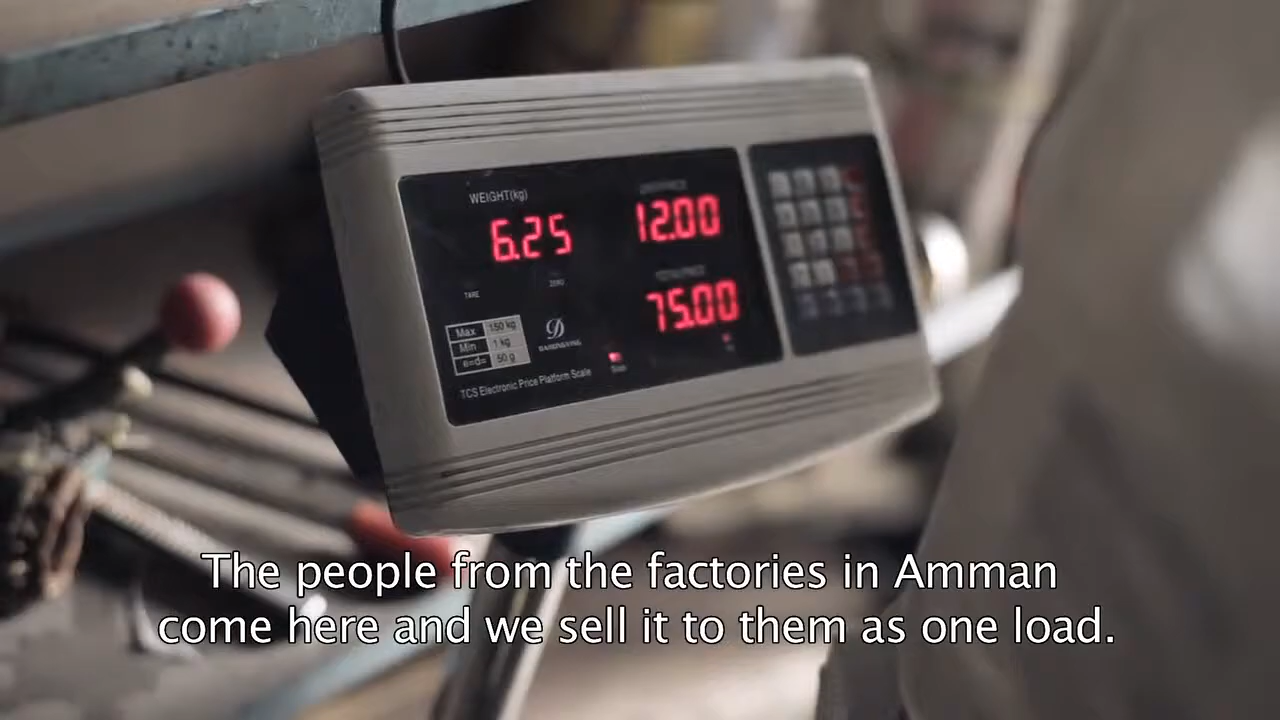 WEIGHT(kg)
6.25
12.00
75.00
TARE
ZERO
Max 150 kg
Min 1 kg
e=d= 50 g
TCS Electronic Price Platform Scale
The people from the factories in Amman
come here and we sell it to them as one load.